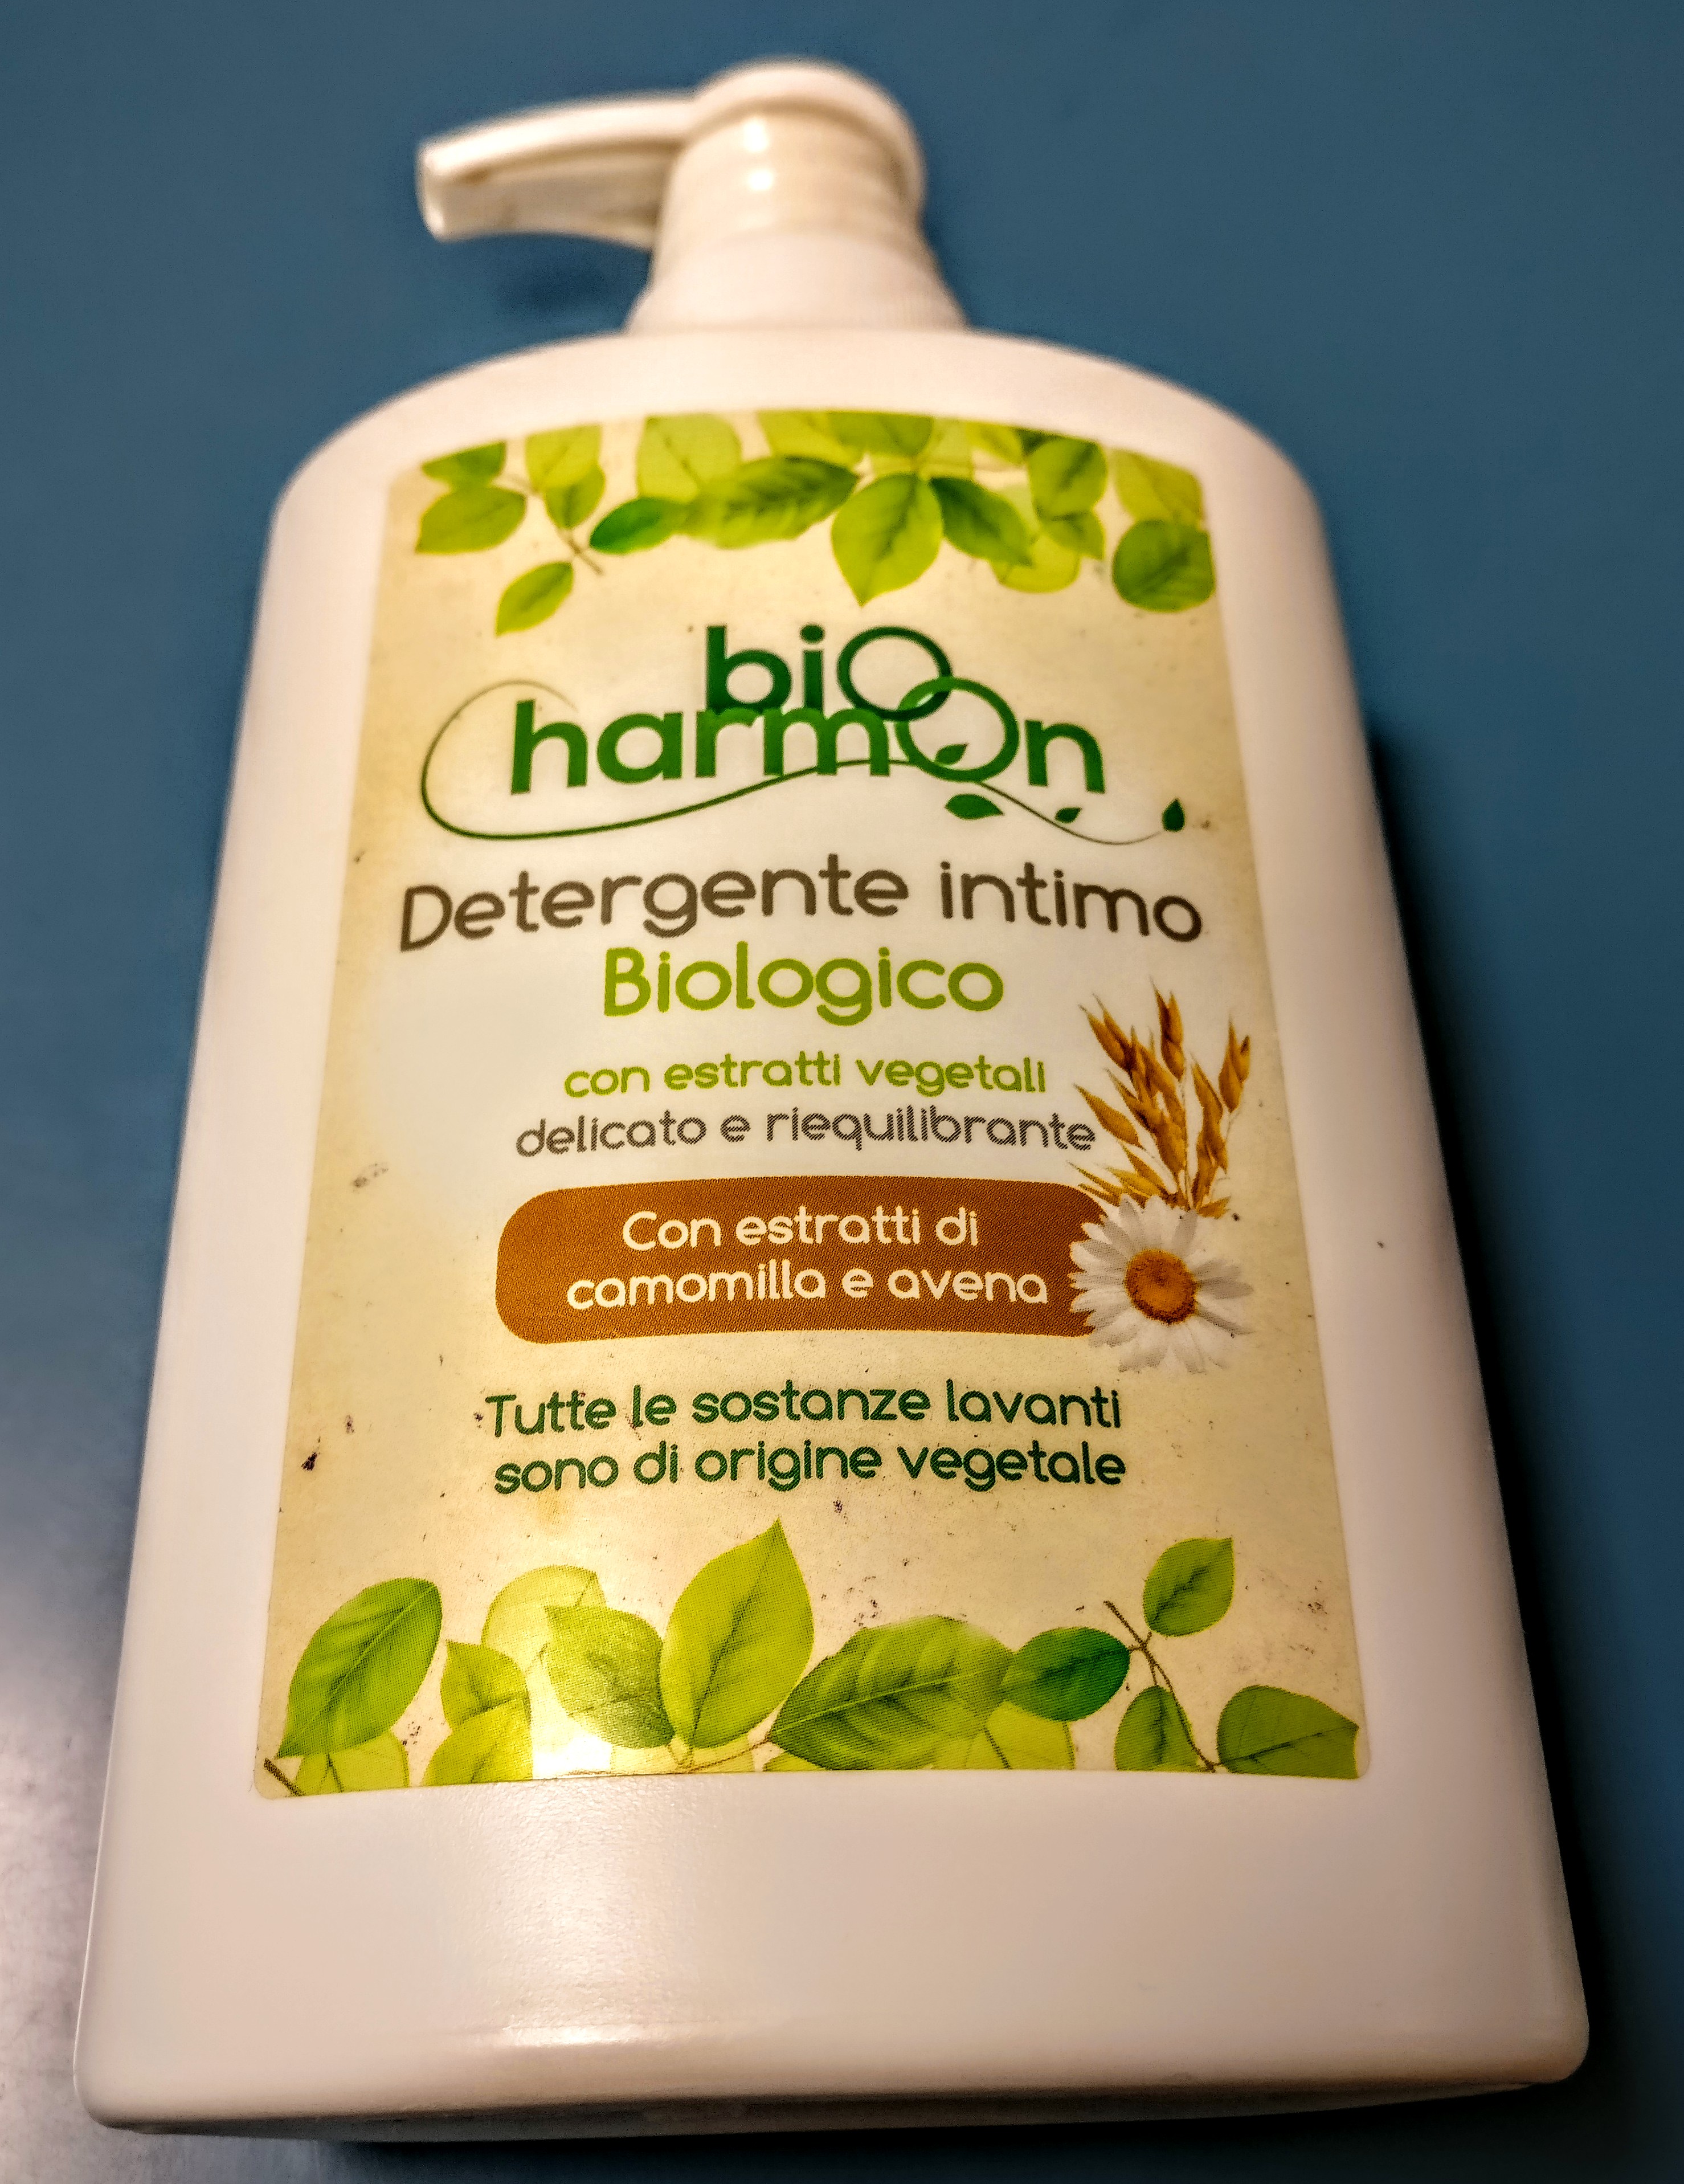 bio
harmon
Detergente intimo
Biologico
con estratti vegetali
delicato e riequilibrante
Con estratti di
camomilla e avena
Tutte le sostanze lavanti
sono di origine vegetale